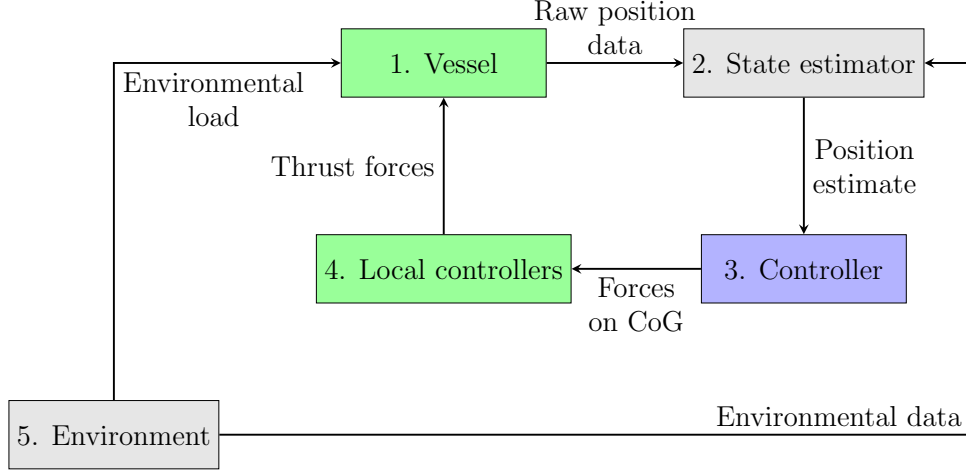 Raw position
data
1. Vessel
2. State estimator
Environmental
load
Thrust forces
Position
estimate
4. Local controllers
3. Controller
Forces
on CoG
Environmental data
5. Environment